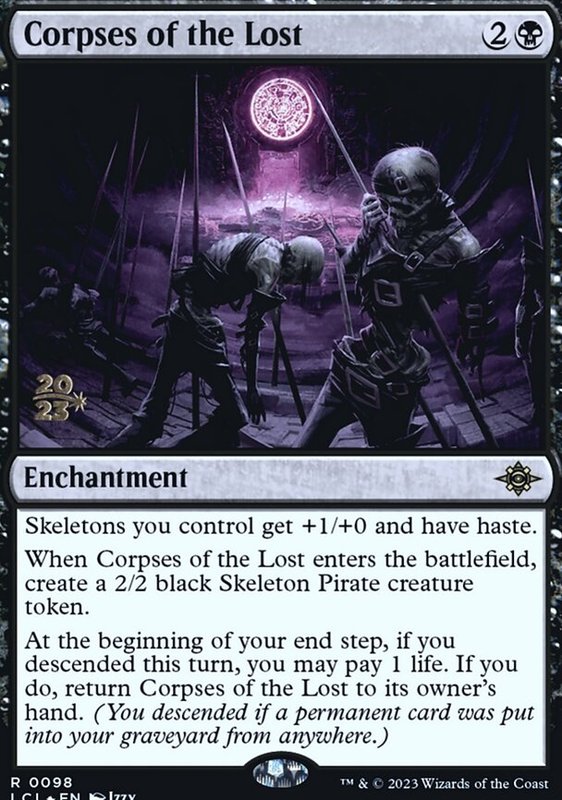 Corpses of the Lost 2
20
23
Enchantment
Skeletons you control get +1/+0 and have haste.
When Corpses of the Lost enters the battlefield,
create a 2/2 black Skeleton Pirate creature
token.
At the beginning of your end step, if you
descended this turn, you may pay 1 life. If you
do, return Corpses of the Lost to its owner's
hand. (You descended if a permanent card was put
into your graveyard from anywhere.)
R 0098
LCI EN IZZY
™ & © 2023 Wizards of the Coast